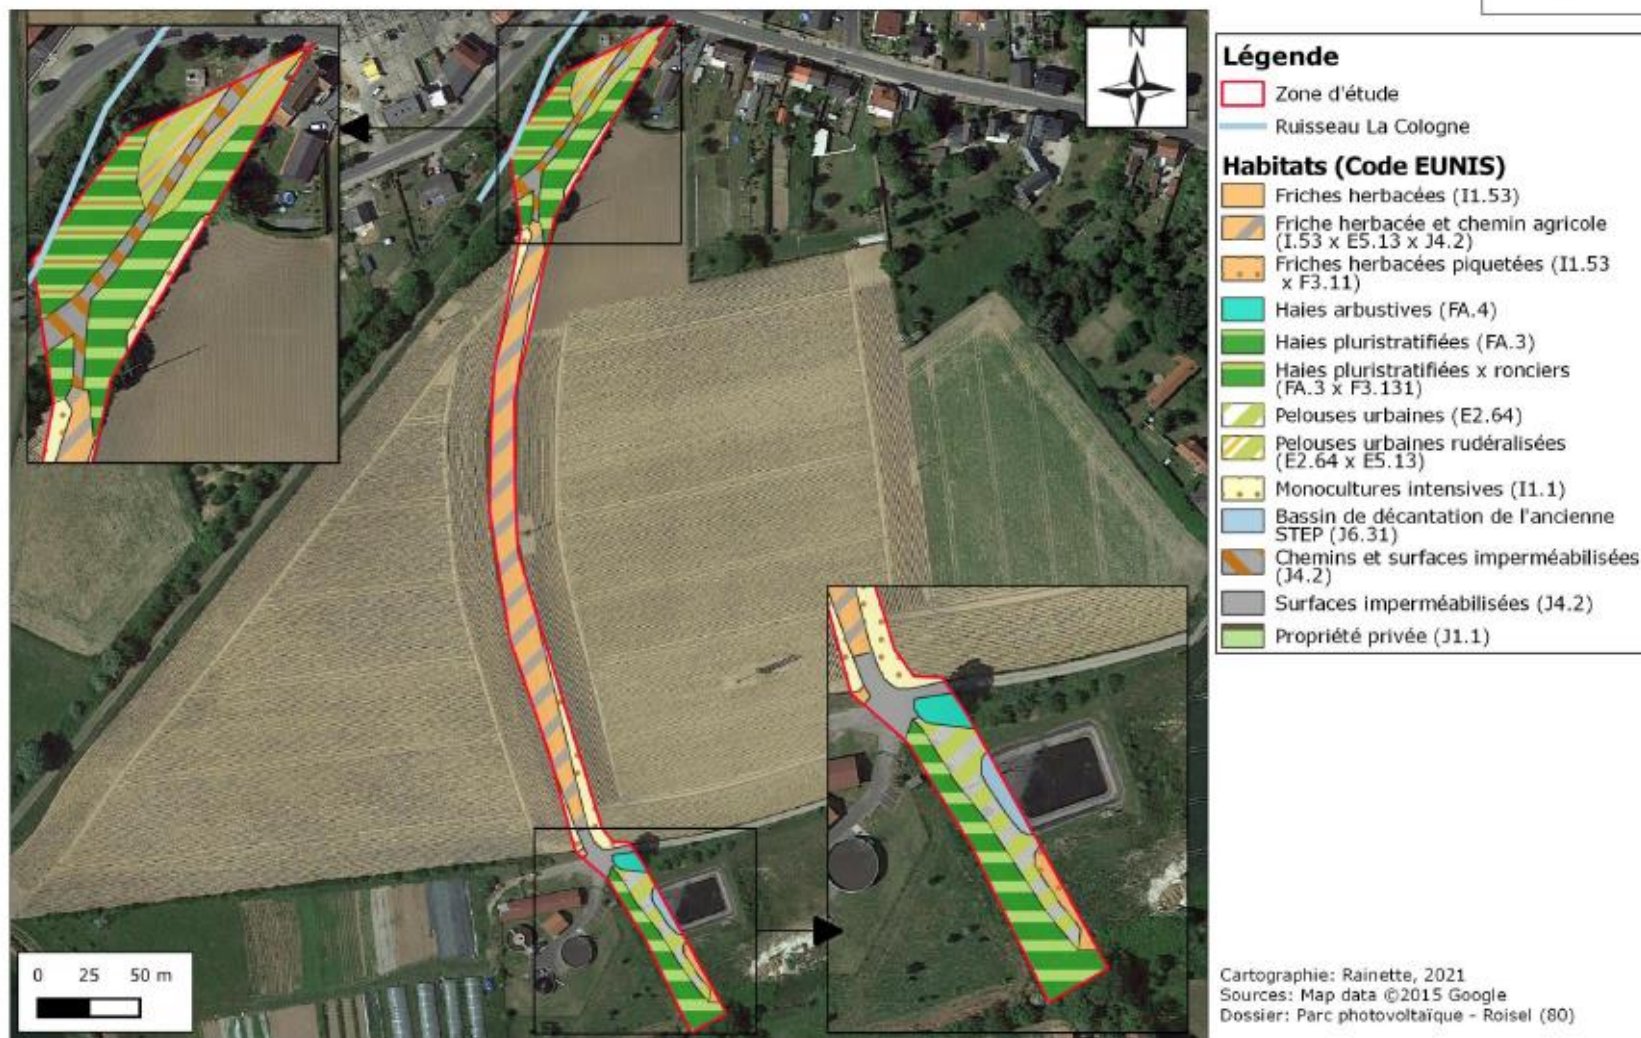 N
Légende
Zone d'étude
Ruisseau La Cologne
Habitats (Code EUNIS)
Friches herbacées (I1.53)
Friche herbacée et chemin agricole
(I.53 x E5.13 x J4.2)
Friches herbacées piquetées (I1.53
x F3.11)
Haies arbustives (FA.4)
Haies pluristratifiées (FA.3)
Haies pluristratifiées x ronciers
(FA.3 x F3.131)
Pelouses urbaines (E2.64)
Pelouses urbaines rudéralisées
(E2.64 x E5.13)
Monocultures intensives (I1.1)
Bassin de décantation de l'ancienne
STEP (J6.31)
Chemins et surfaces imperméabilisées
(J4.2)
Surfaces imperméabilisées (J4.2)
Propriété privée (J1.1)
0 25 50 m
Cartographie: Rainette, 2021
Sources: Map data ©2015 Google
Dossier: Parc photovoltaïque - Roisel (80)